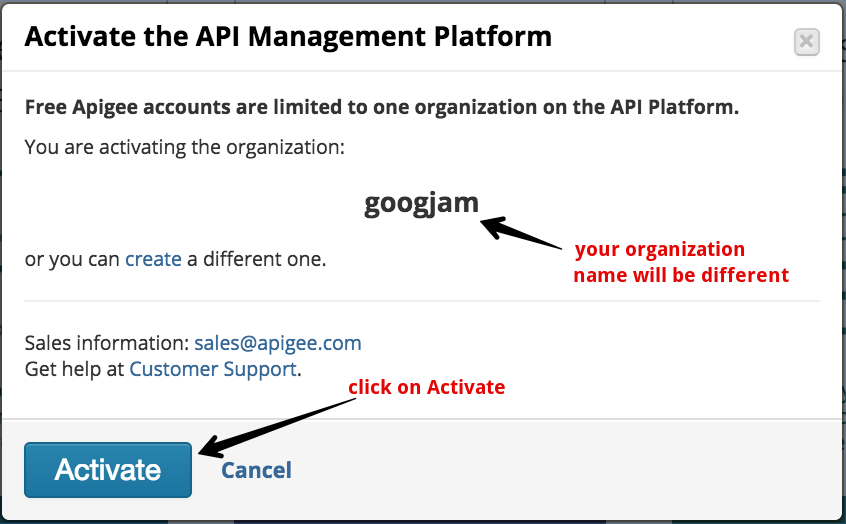 Activate the API Management Platform
Free Apigee accounts are limited to one organization on the API Platform.
You are activating the organization:
googjam
your organization
name will be different
or you can create a different one.
Sales information: sales@apigee.com
Get help at Customer Support.
click on Activate
Activate
Cancel